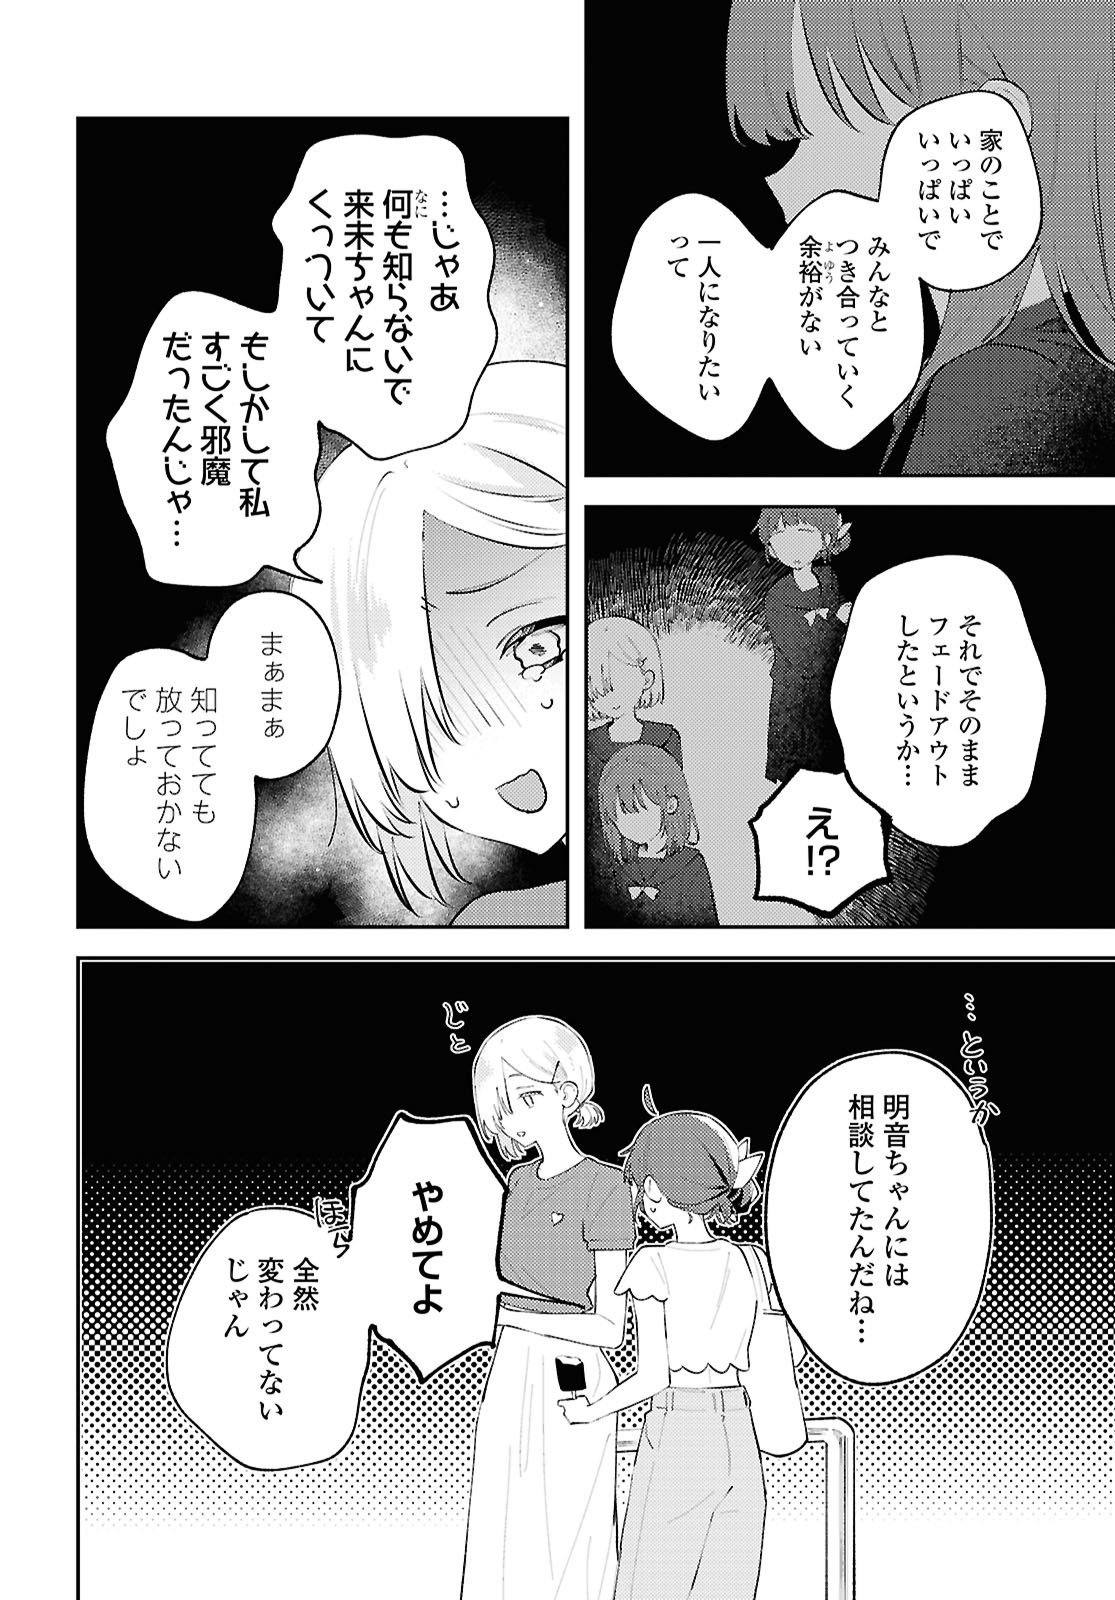 家のことで
いっぱい
いっぱいで
みんなと
つき合っていく
余裕がない
よゆう
一人になりたい
って
それでそのまま
フェードアウト
したというか…
え!?
…じゃあ
何も知らないで
なに
来未ちゃんに
くっついて
もしかして私
すごく邪魔
だったんじゃ…
まぁまぁ
知ってても
放っておかない
でしょ
…というか
明音ちゃんには
相談してたんだね…
じと
やめてよ
ほら
全然
変わってない
じゃん